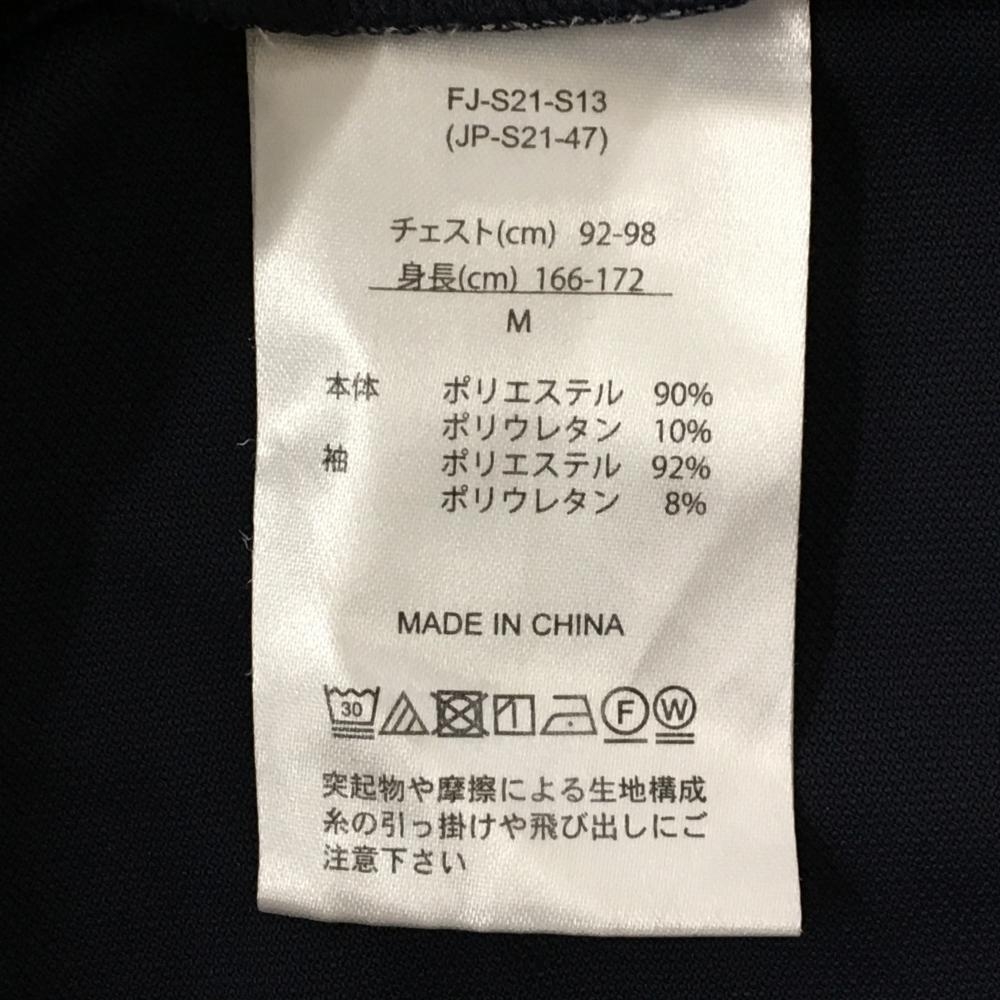 FJ-S21-S13
(JP-S21-47)
チェスト(cm) 92-98
身長(cm) 166-172
M
本体 ポリエステル 90%
ポリウレタン 10%
袖 ポリエステル 92%
ポリウレタン 8%
MADE IN CHINA
30 F W
突起物や摩擦による生地構成
糸の引っ掛けや飛び出しにご
注意下さい